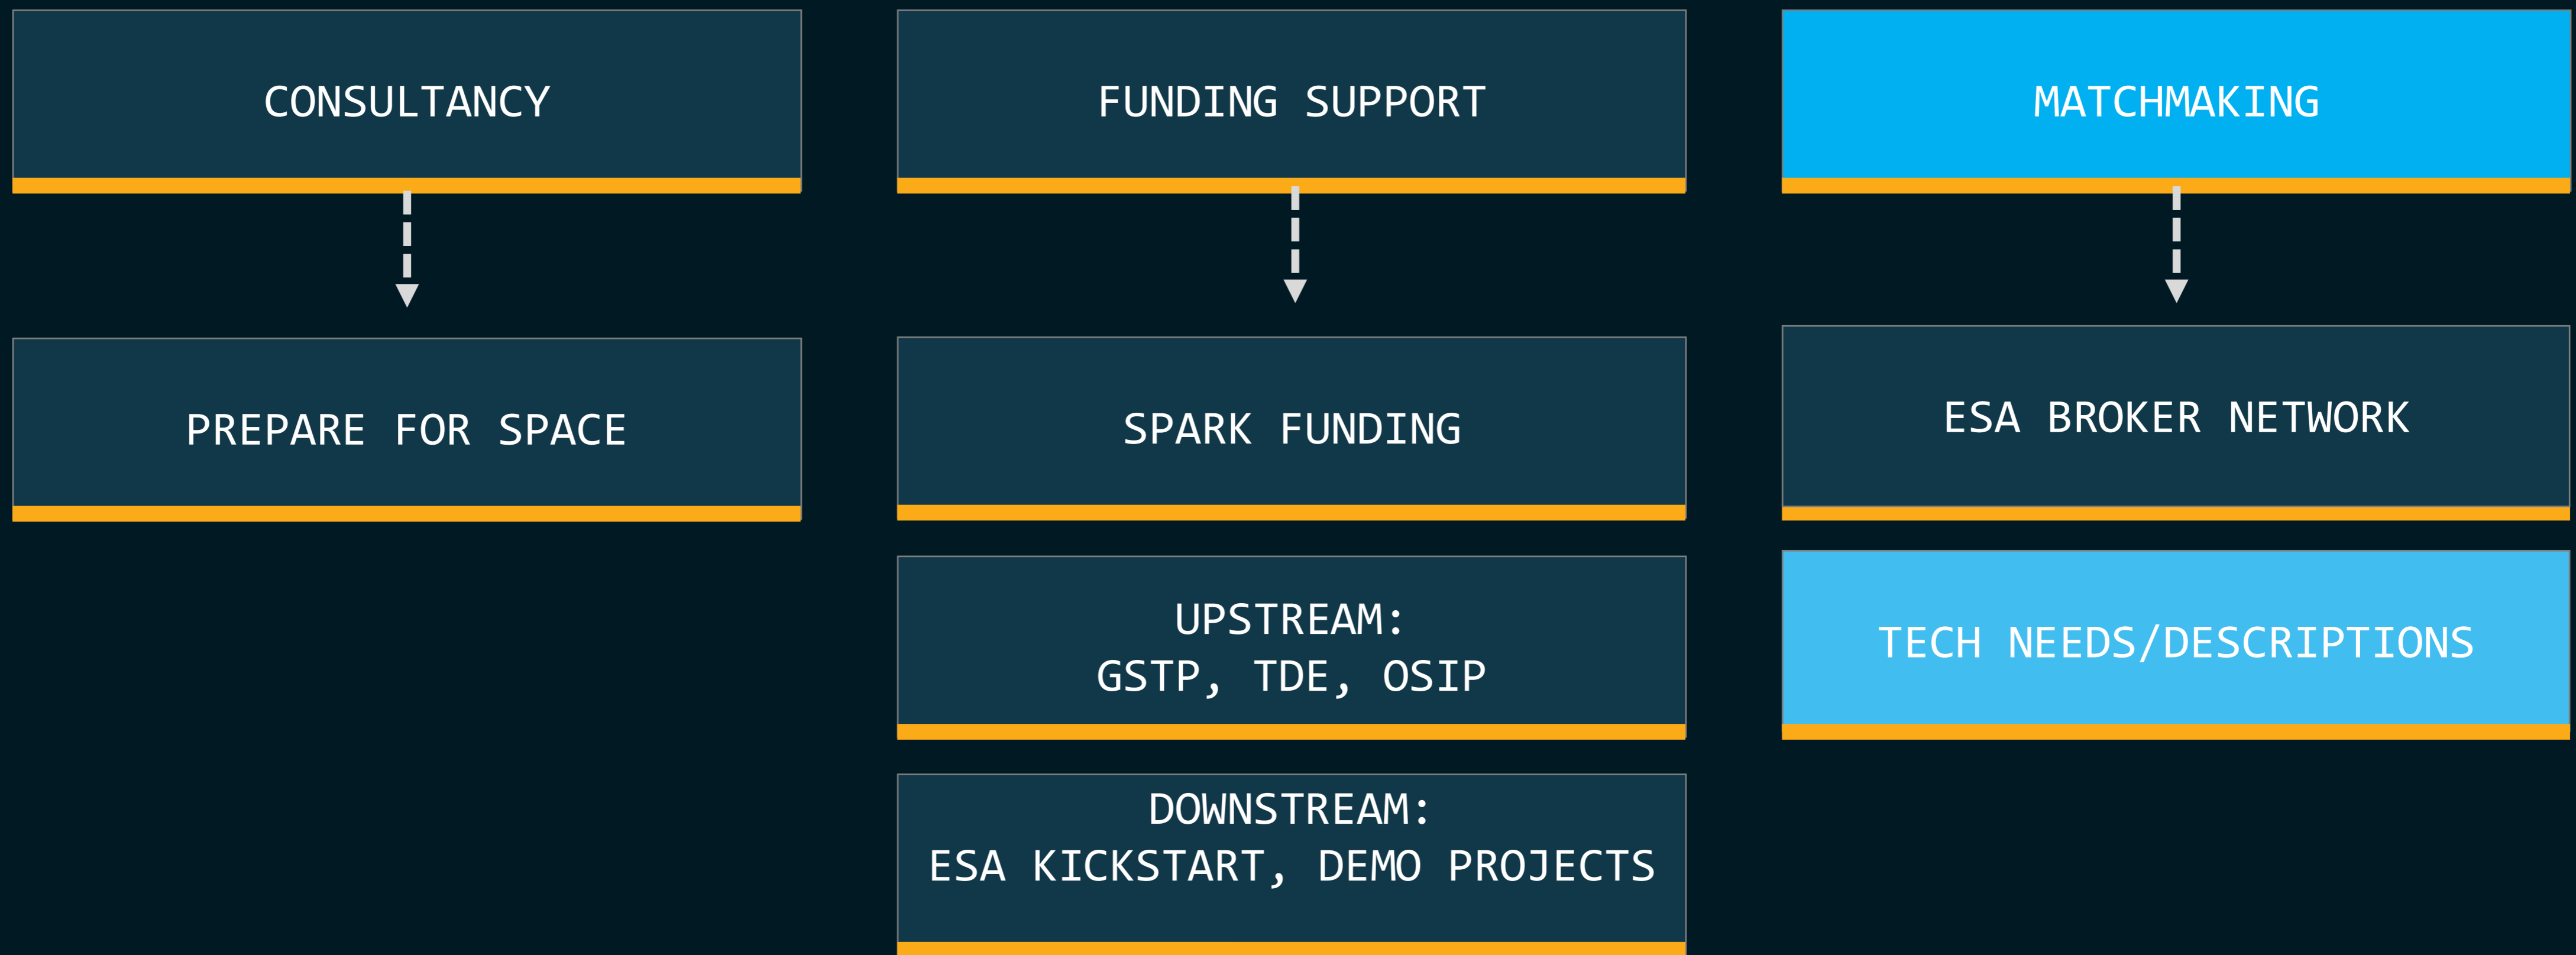 CONSULTANCY
FUNDING SUPPORT
MATCHMAKING
PREPARE FOR SPACE
SPARK FUNDING
ESA BROKER NETWORK
UPSTREAM:
GSTP, TDE, OSIP
TECH NEEDS/DESCRIPTIONS
DOWNSTREAM:
ESA KICKSTART, DEMO PROJECTS